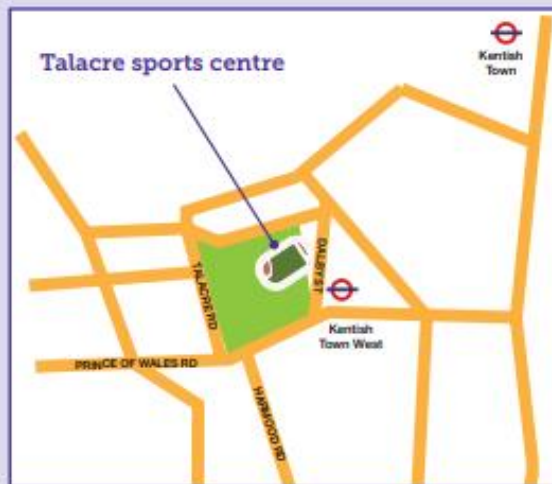 Talacre sports centre
Kentish
Town
TALACRE RD
DALBY ST
Kentish
Town West
PRINCE OF WALES RD
HARMOOD RD